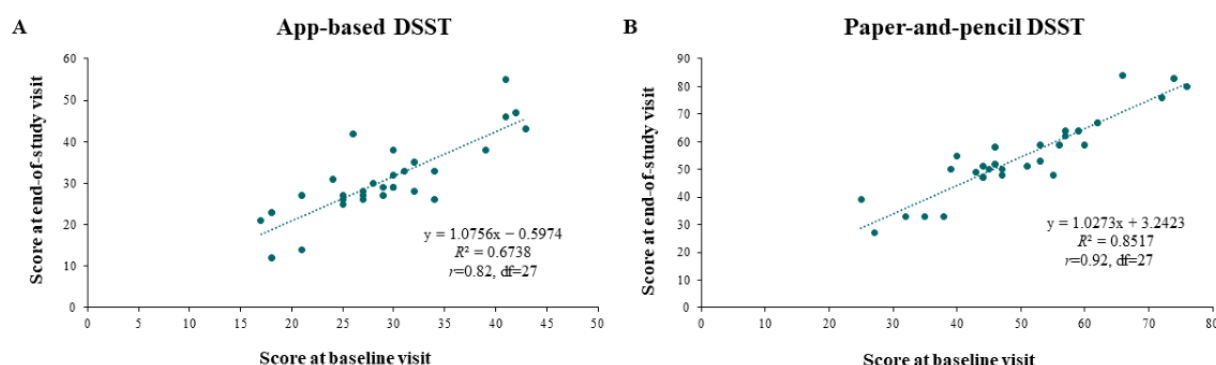 A
App-based DSST
Score at end-of-study visit
60
50
40
30
20
10
0
y = 1.0756x − 0.5974
R² = 0.6738
r=0.82, df=27
0 5 10 15 20 25 30 35 40 45 50
Score at baseline visit
B
Paper-and-pencil DSST
Score at end-of-study visit
90
80
70
60
50
40
30
20
10
0
y = 1.0273x + 3.2423
R² = 0.8517
r=0.92, df=27
0 10 20 30 40 50 60 70 80
Score at baseline visit